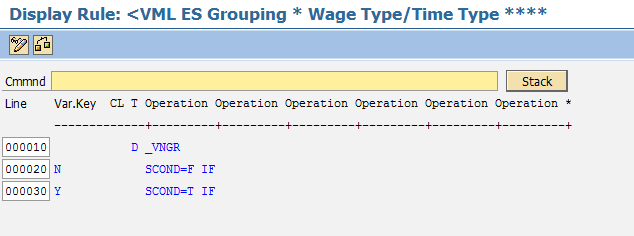 Display Rule: <VML ES Grouping * Wage Type/Time Type ****
Cmmnd Stack
Line Var.Key CL T Operation Operation Operation Operation Operation Operation *
-------------+---------+---------+---------+---------+---------+---------+
000010 D _VNGR
000020 N SCOND=F IF
000030 Y SCOND=T IF